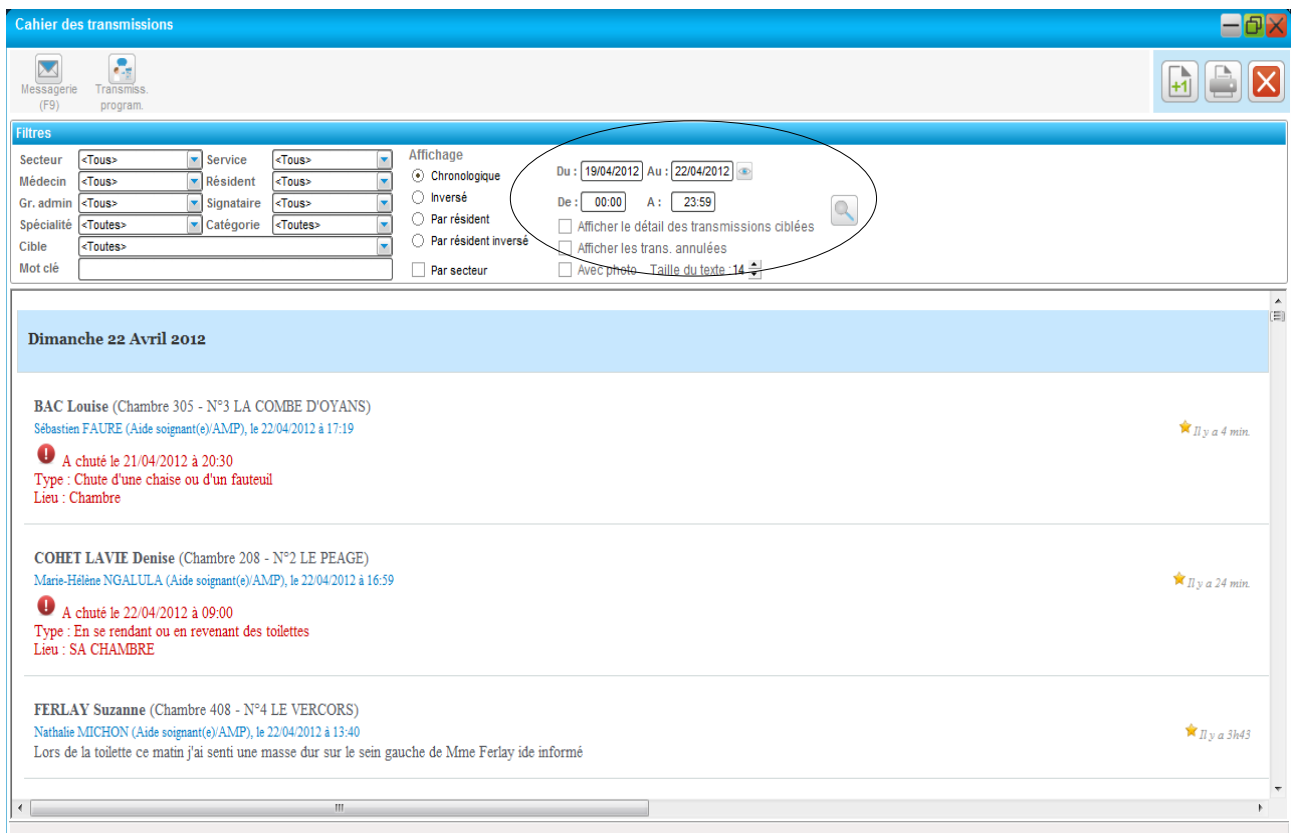 Cahier des transmissions
Messagerie (F9)
Transmiss. program.
+1
Filtres
Secteur <Tous> Service <Tous>
Médecin <Tous> Résident <Tous>
Gr. admin <Tous> Signataire <Tous>
Spécialité <Toutes> Catégorie <Toutes>
Cible <Toutes>
Mot clé
Affichage
Chronologique
Inversé
Par résident
Par résident inversé
Par secteur
Du : 19/04/2012 Au : 22/04/2012
De : 00:00 A : 23:59
Afficher le détail des transmissions ciblées
Afficher les trans. annulées
Avec photo Taille du texte : 14
Dimanche 22 Avril 2012
BAC Louise (Chambre 305 - N°3 LA COMBE D'OYANS)
Sébastien FAURE (Aide soignant(e)/AMP), le 22/04/2012 à 17:19
Il y a 4 min.
A chuté le 21/04/2012 à 20:30
Type : Chute d'une chaise ou d'un fauteuil
Lieu : Chambre
COHET LAVIE Denise (Chambre 208 - N°2 LE PEAGE)
Marie-Hélène NGALULA (Aide soignant(e)/AMP), le 22/04/2012 à 16:59
Il y a 24 min.
A chuté le 22/04/2012 à 09:00
Type : En se rendant ou en revenant des toilettes
Lieu : SA CHAMBRE
FERLAY Suzanne (Chambre 408 - N°4 LE VERCORS)
Nathalie MICHON (Aide soignant(e)/AMP), le 22/04/2012 à 13:40
Il y a 3h43
Lors de la toilette ce matin j'ai senti une masse dur sur le sein gauche de Mme Ferlay ide informé